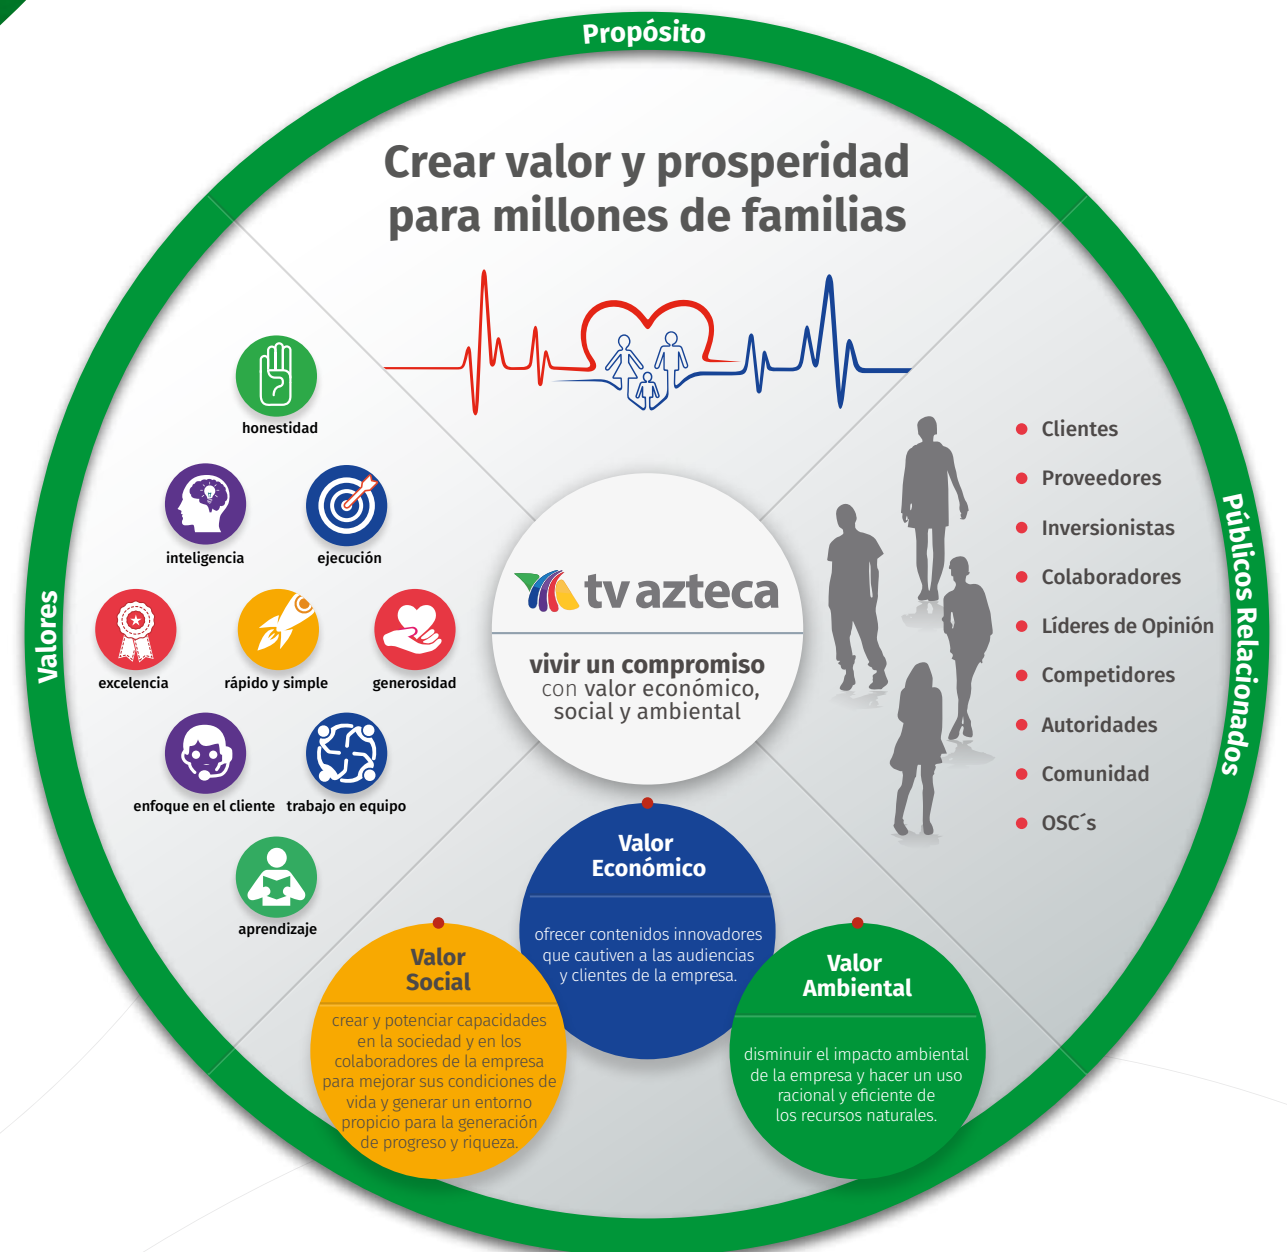 Propósito
Crear valor y prosperidad
para millones de familias
Valores
honestidad
inteligencia
ejecución
excelencia
rápido y simple
generosidad
enfoque en el cliente
trabajo en equipo
aprendizaje
tv azteca
vivir un compromiso
con valor económico,
social y ambiental
Públicos Relacionados
Clientes
Proveedores
Inversionistas
Colaboradores
Líderes de Opinión
Competidores
Autoridades
Comunidad
OSC´s
Valor
Económico
ofrecer contenidos innovadores
que cautiven a las audiencias
y clientes de la empresa.
Valor
Social
crear y potenciar capacidades
en la sociedad y en los
colaboradores de la empresa
para mejorar sus condiciones de
vida y generar un entorno
propicio para la generación
de progreso y riqueza.
Valor
Ambiental
disminuir el impacto ambiental
de la empresa y hacer un uso
racional y eficiente de
los recursos naturales.